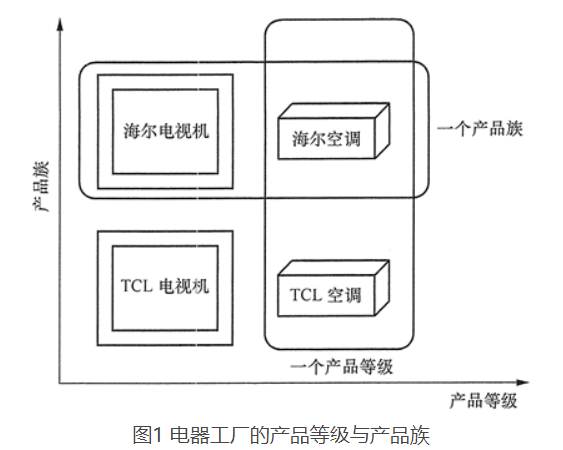 产品族
海尔电视机
海尔空调
一个产品族
TCL 电视机
TCL 空调
一个产品等级
产品等级
图1 电器工厂的产品等级与产品族